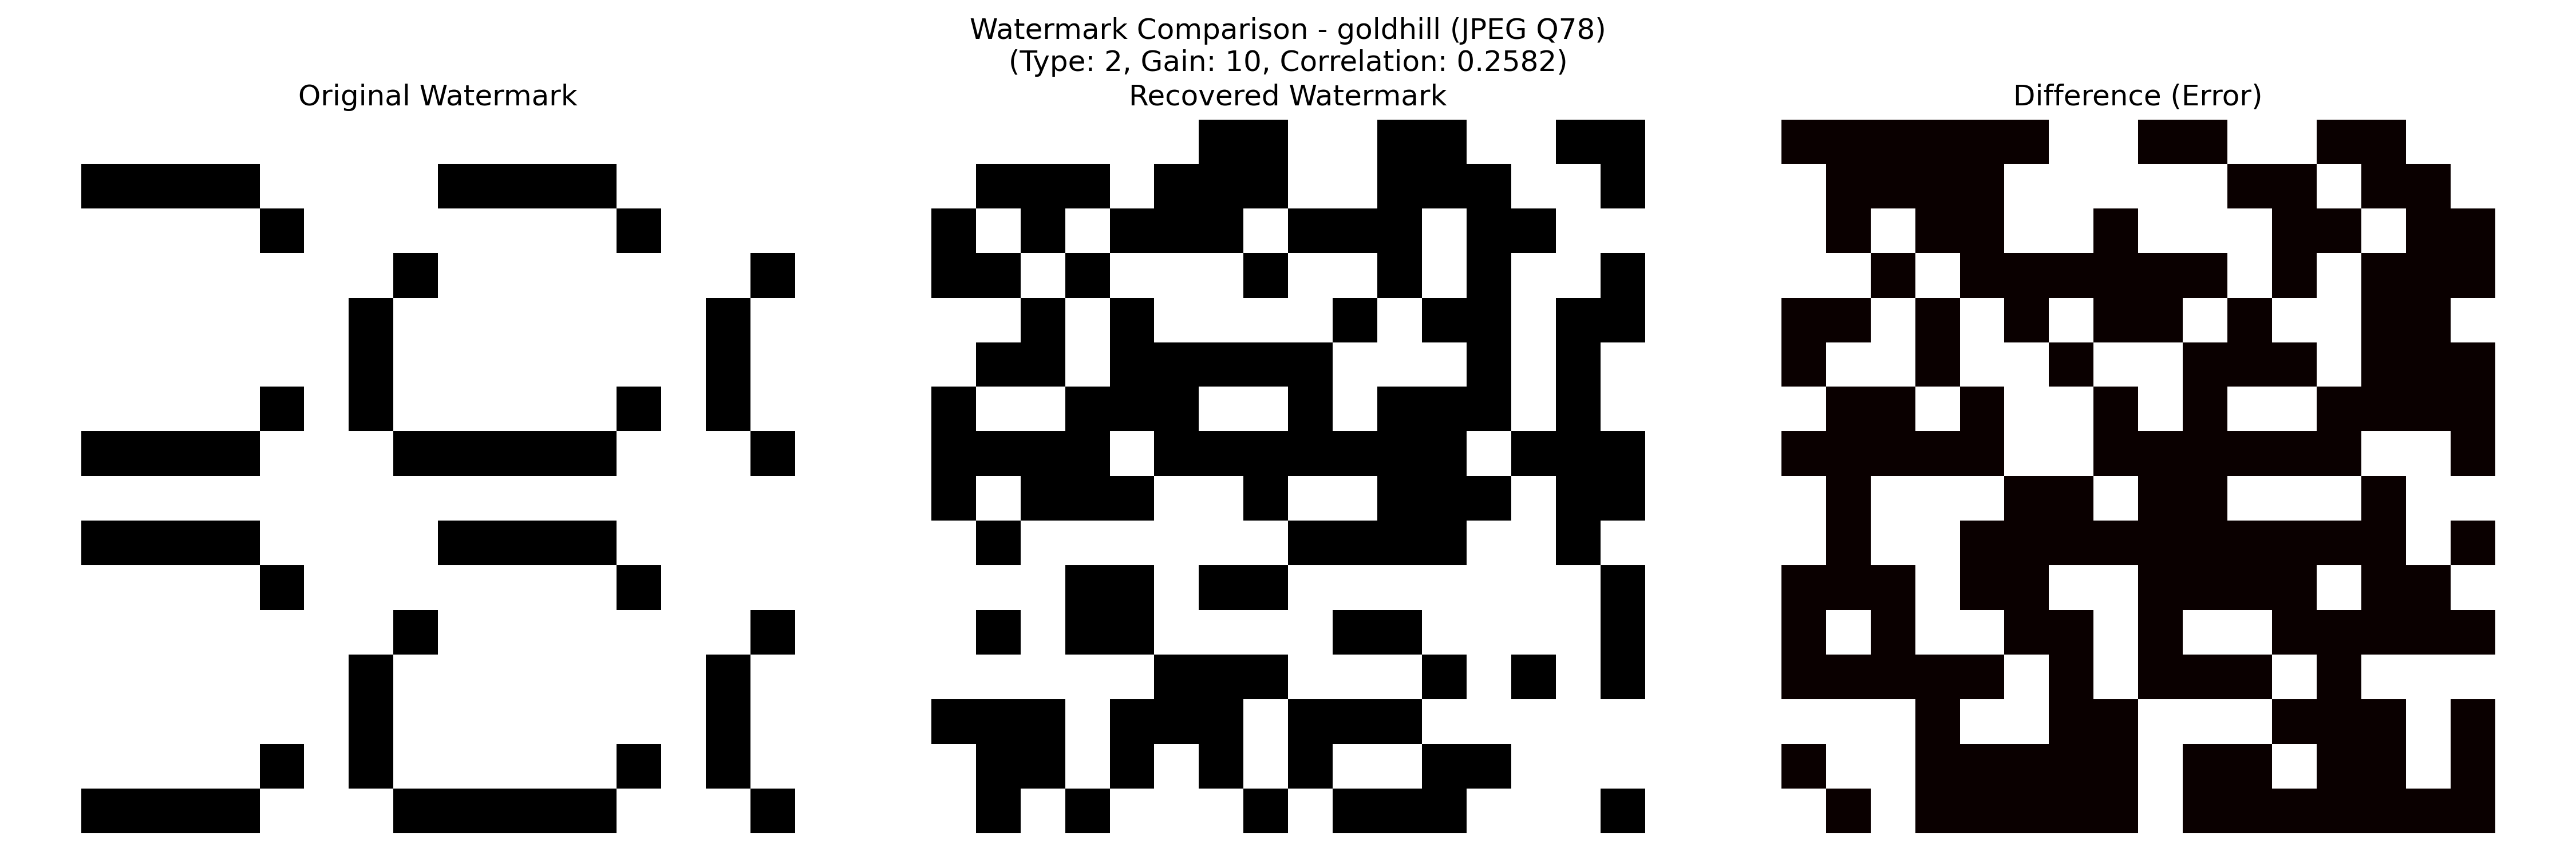 Watermark Comparison - goldhill (JPEG Q78)
(Type: 2, Gain: 10, Correlation: 0.2582)
Original Watermark
Recovered Watermark
Difference (Error)